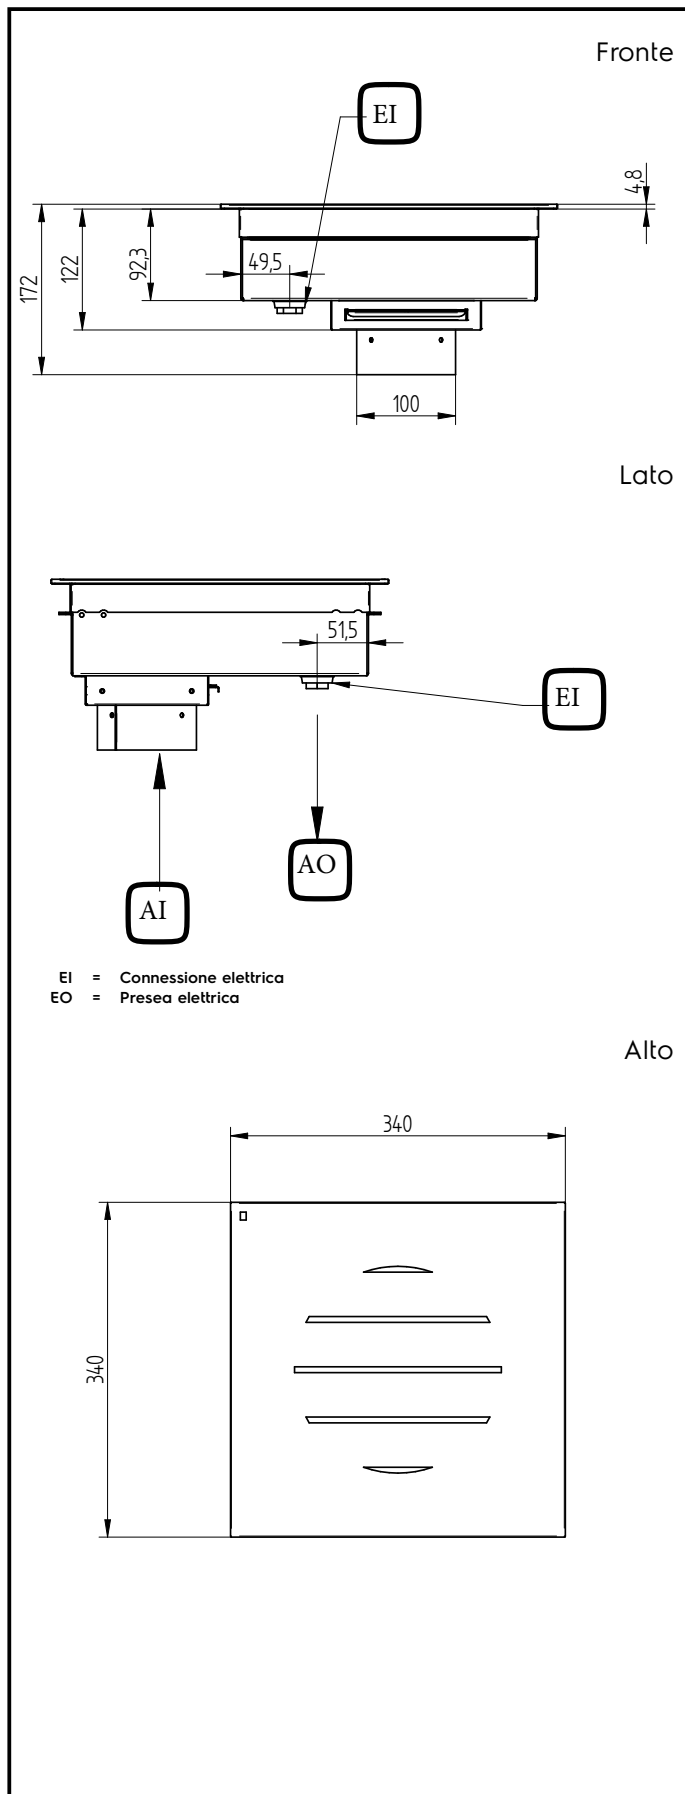 Fronte
EI
4,8
49,5
92,3
122
172
100
Lato
51,5
EI
AO
AI
EI = Connessione elettrica
EO = Presea elettrica
Alto
340
340